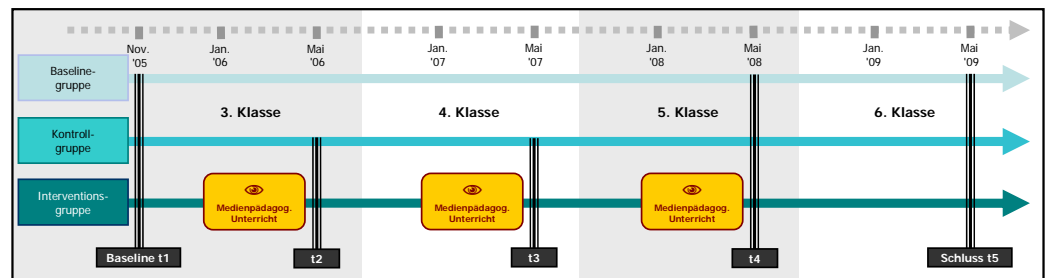 Nov.
'05
Jan.
'06
Mai
'06
Jan.
'07
Mai
'07
Jan.
'08
Mai
'08
Jan.
'09
Mai
'09
Baseline-
gruppe
3. Klasse
4. Klasse
5. Klasse
6. Klasse
Kontroll-
gruppe
Interventions-
gruppe
Medienpädagog.
Unterricht
Medienpädagog.
Unterricht
Medienpädagog.
Unterricht
Baseline t1
t2
t3
t4
Schluss t5